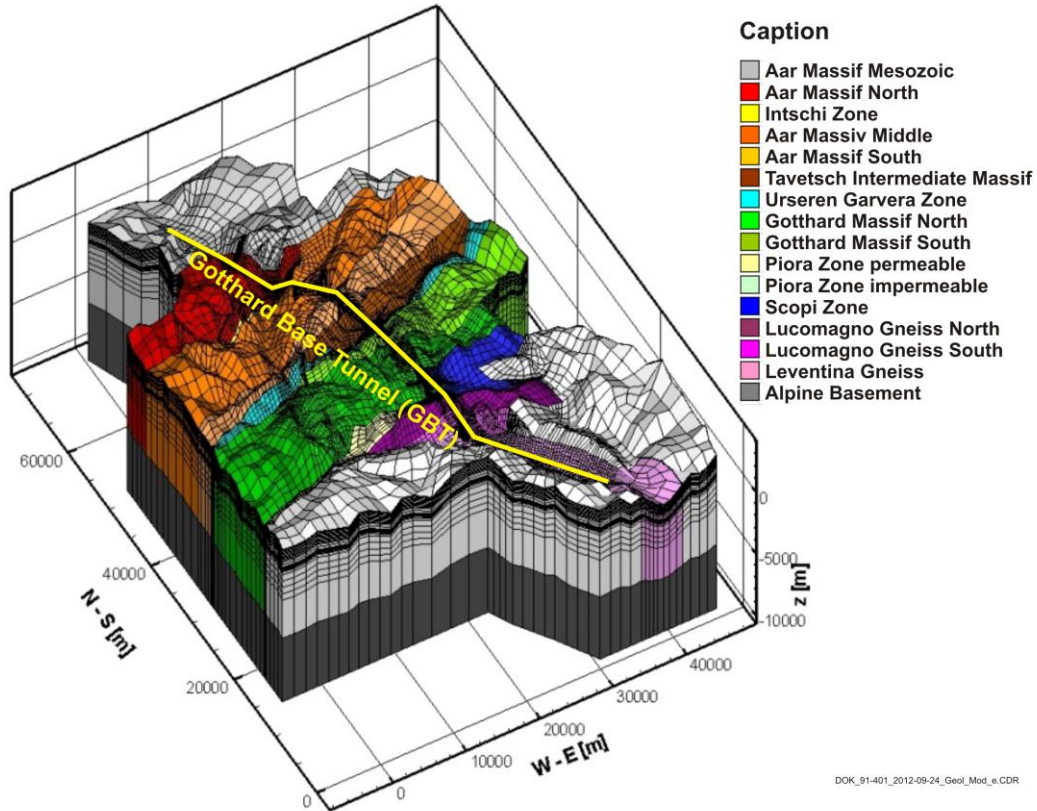 Caption
Aar Massif Mesozoic
Aar Massif North
Intschi Zone
Aar Massiv Middle
Aar Massif South
Tavetsch Intermediate Massif
Urseren Garvera Zone
Gotthard Massif North
Gotthard Massif South
Piora Zone permeable
Piora Zone impermeable
Scopi Zone
Lucomagno Gneiss North
Lucomagno Gneiss South
Leventina Gneiss
Alpine Basement
Gotthard Base Tunnel (GBT)
60000
40000
20000
0
N - S [m]
0
10000
20000
30000
40000
W - E [m]
0
-5000
-10000
z [m]
DOK_91-401_2012-09-24_Geol_Mod_e.CDR